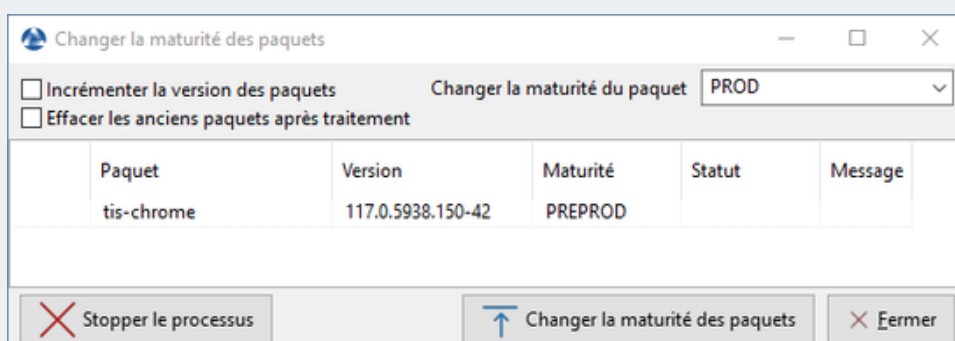 Changer la maturité des paquets
Incrémenter la version des paquets Changer la maturité du paquet PROD
Effacer les anciens paquets après traitement
Paquet Version Maturité Statut Message
tis-chrome 117.0.5938.150-42 PREPROD
Stopper le processus Changer la maturité des paquets Fermer